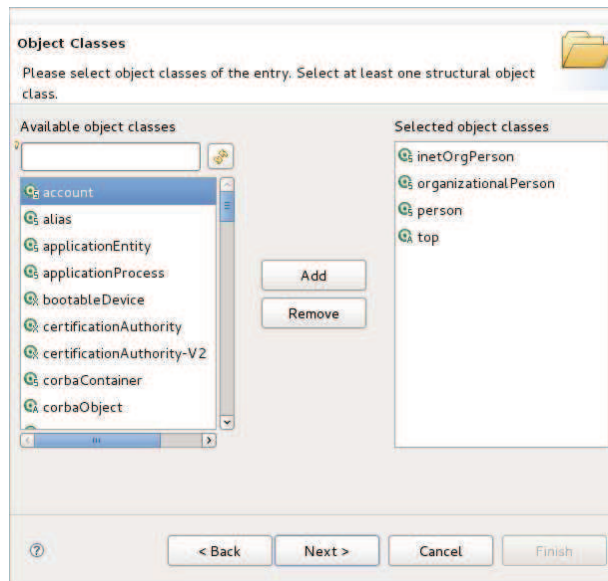 Object Classes
Please select object classes of the entry. Select at least one structural object
class.
Available object classes
Selected object classes
account
alias
applicationEntity
applicationProcess
bootableDevice
certificationAuthority
certificationAuthority-V2
corbaContainer
corbaObject
Add
Remove
inetOrgPerson
organizationalPerson
person
top
< Back
Next >
Cancel
Finish